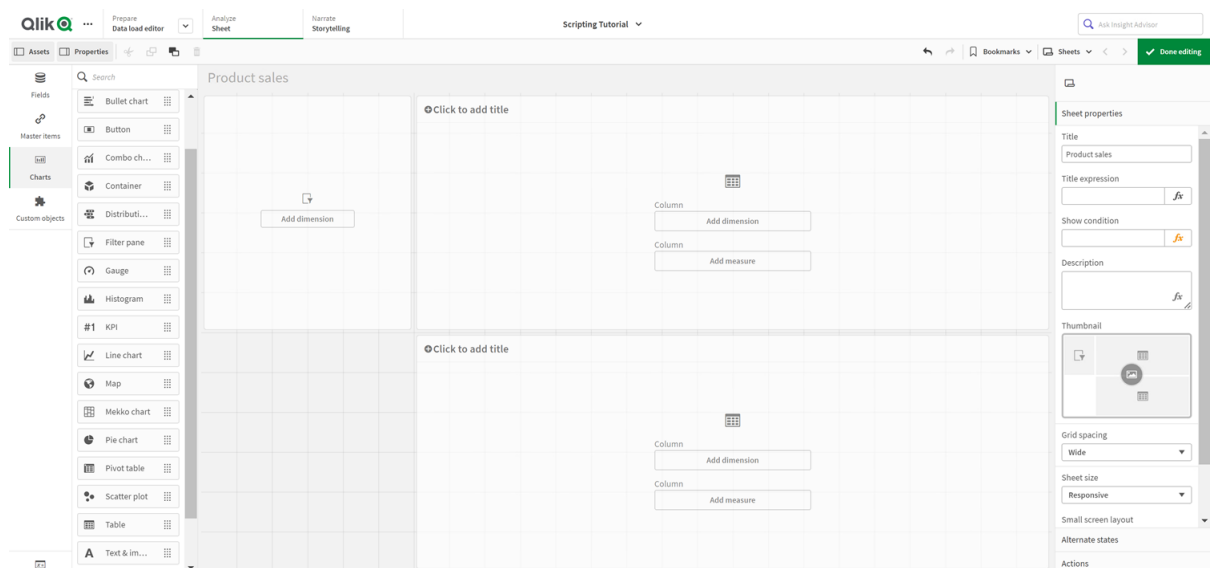 Qlik
Prepare
Data load editor
Analyze
Sheet
Narrate
Storytelling
Scripting Tutorial
Ask Insight Advisor
Assets
Properties
Bookmarks
Sheets
Done editing
Fields
Master items
Charts
Custom objects
Search
Bullet chart
Button
Combo ch...
Container
Distributi...
Filter pane
Gauge
Histogram
#1 KPI
Line chart
Map
Mekko chart
Pie chart
Pivot table
Scatter plot
Table
A Text & im...
Product sales
Add dimension
Click to add title
Column
Add dimension
Column
Add measure
Click to add title
Column
Add dimension
Column
Add measure
Sheet properties
Title
Product sales
Title expression
fx
Show condition
fx
Description
fx
Thumbnail
Grid spacing
Wide
Sheet size
Responsive
Small screen layout
Alternate states
Actions